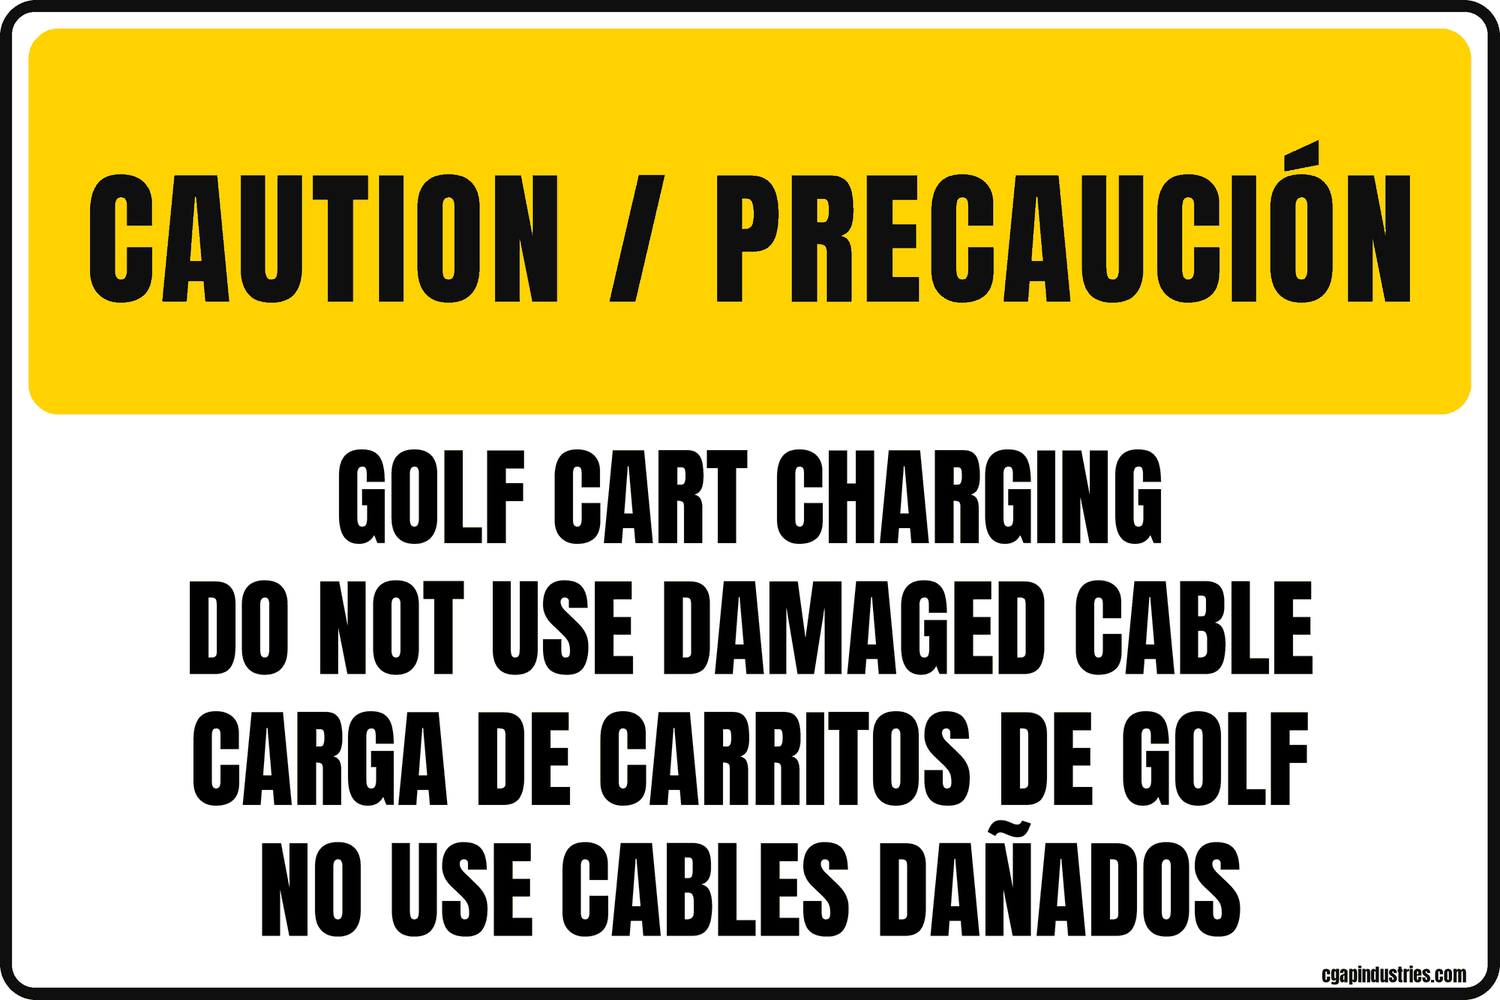 CAUTION / PRECAUCIÓN
GOLF CART CHARGING
DO NOT USE DAMAGED CABLE
CARGA DE CARRITOS DE GOLF
NO USE CABLES DAÑADOS
cgapindustries.com